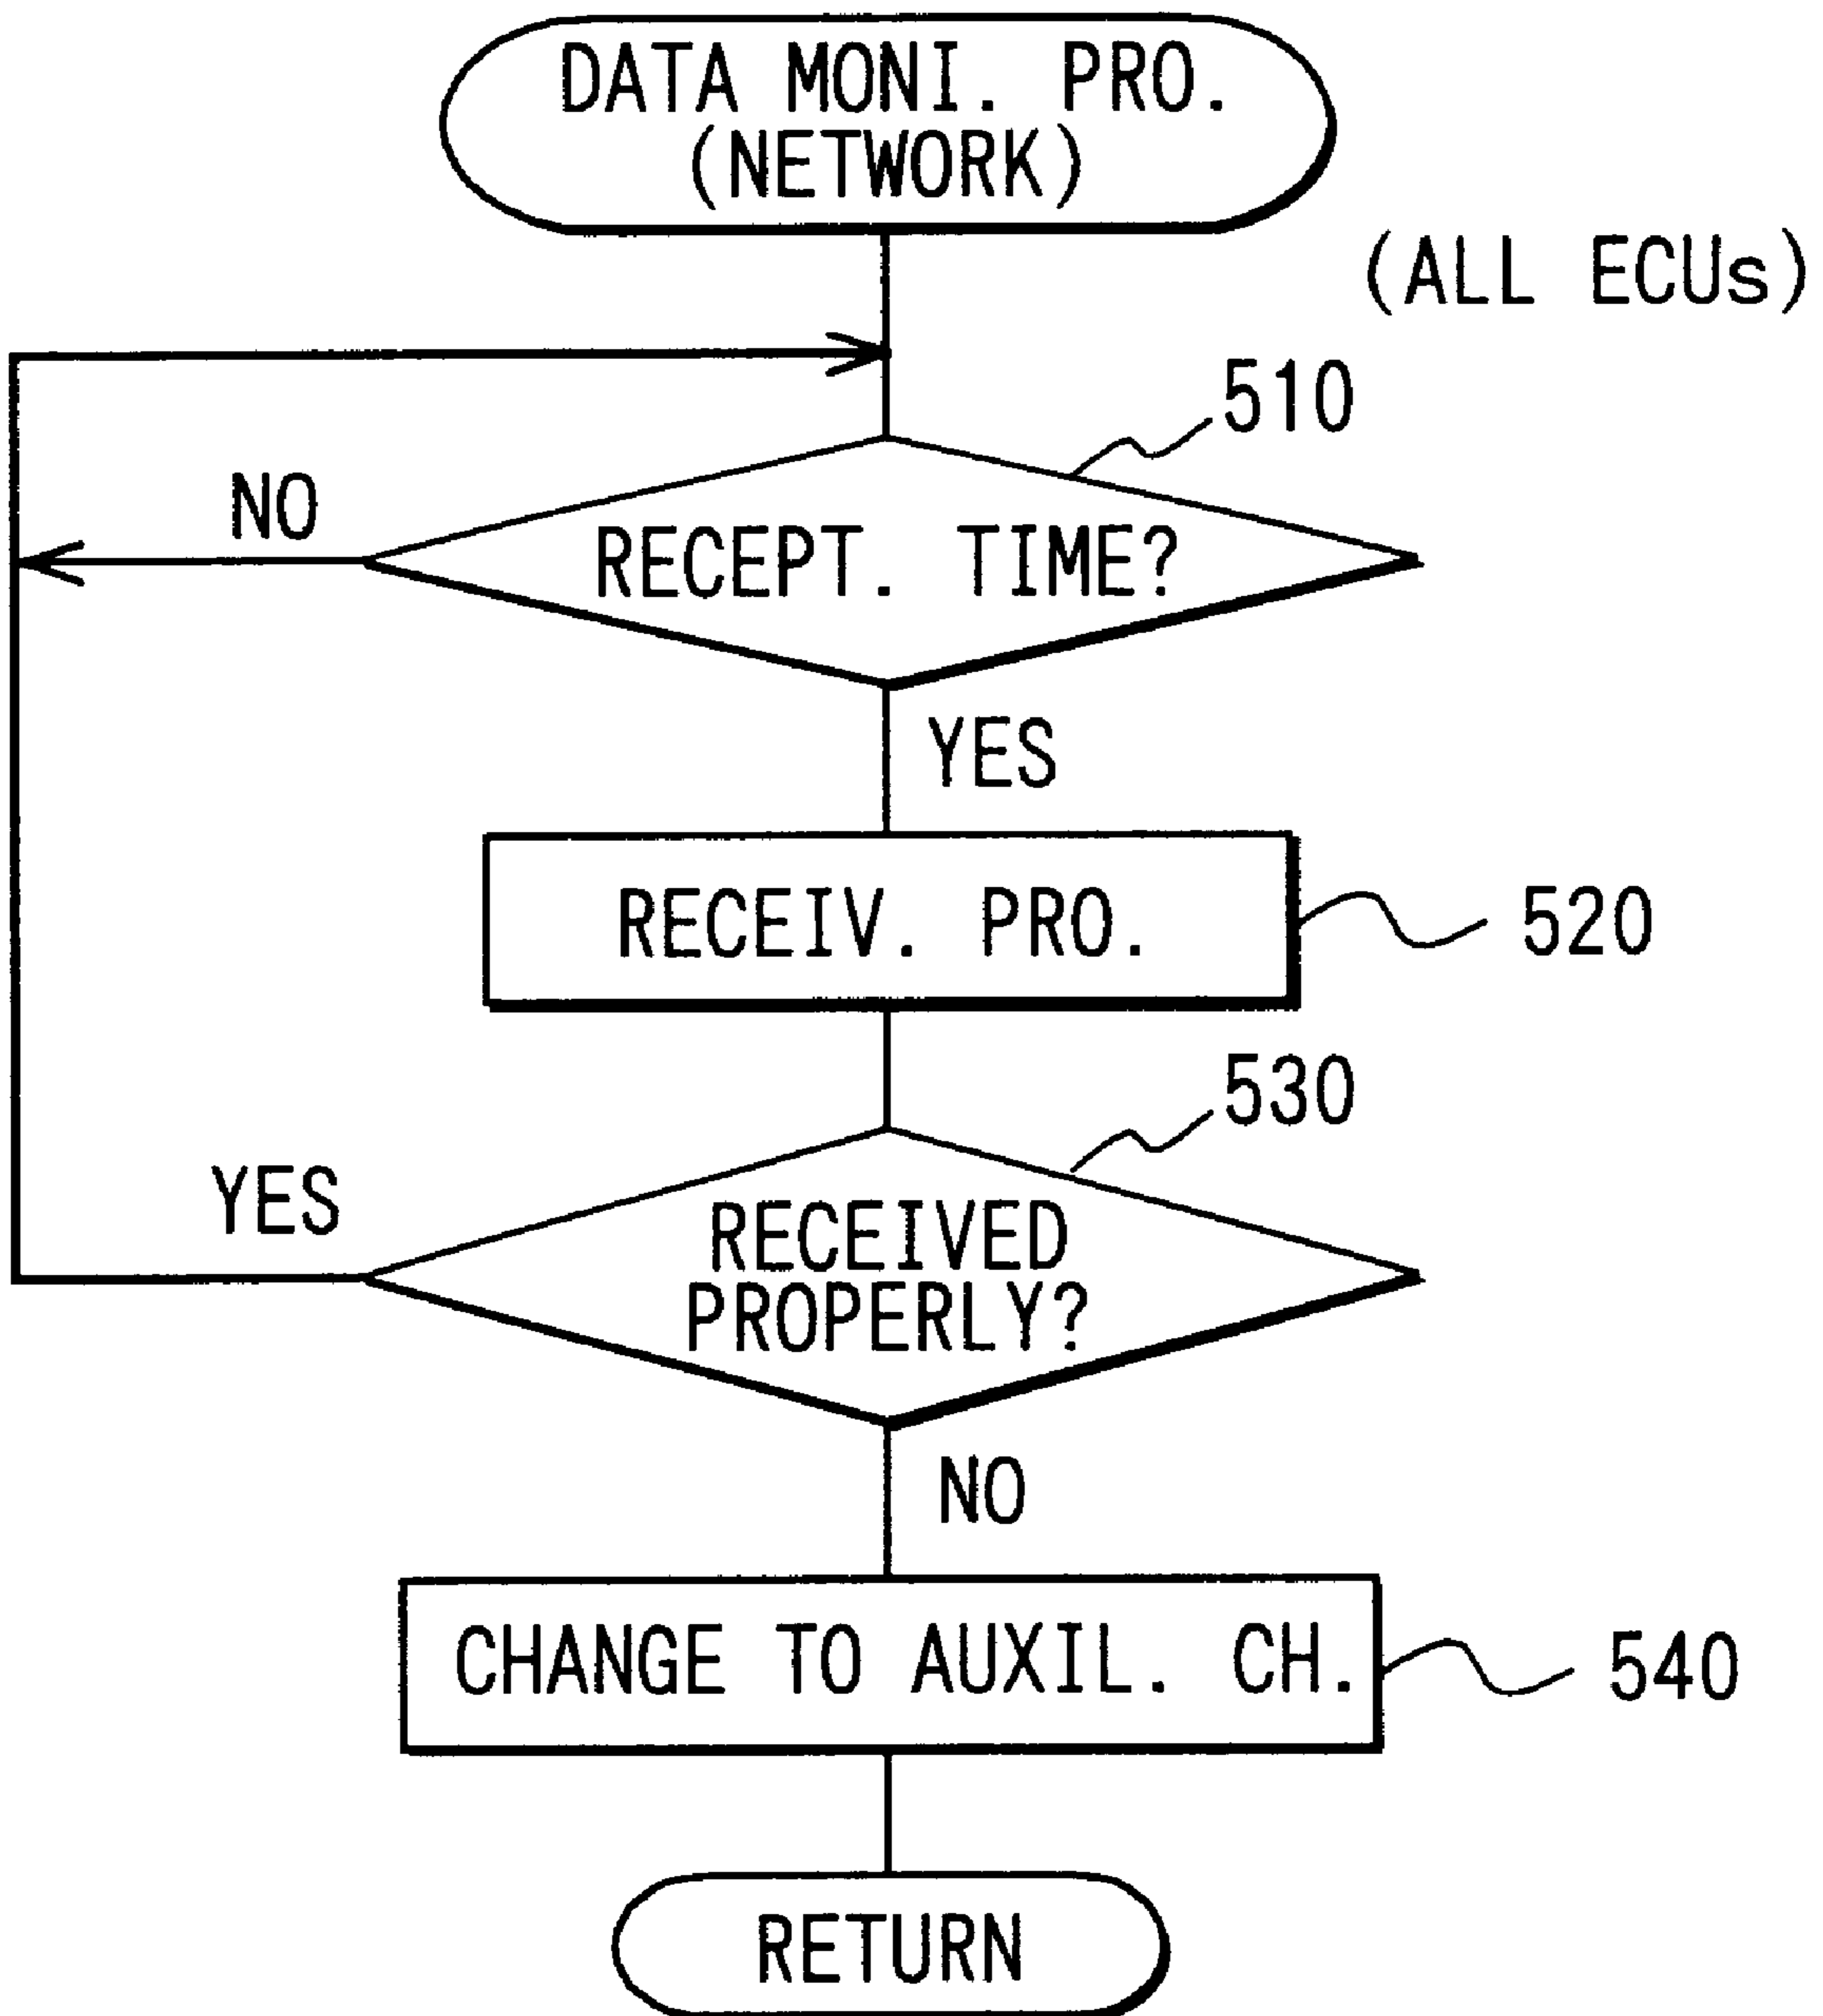 DATA MONI. PRO.
(NETWORK)
(ALL ECUs)
510
NO
RECEPT. TIME?
YES
RECEIV. PRO.
520
530
YES
RECEIVED
PROPERLY?
NO
CHANGE TO AUXIL. CH.
540
RETURN